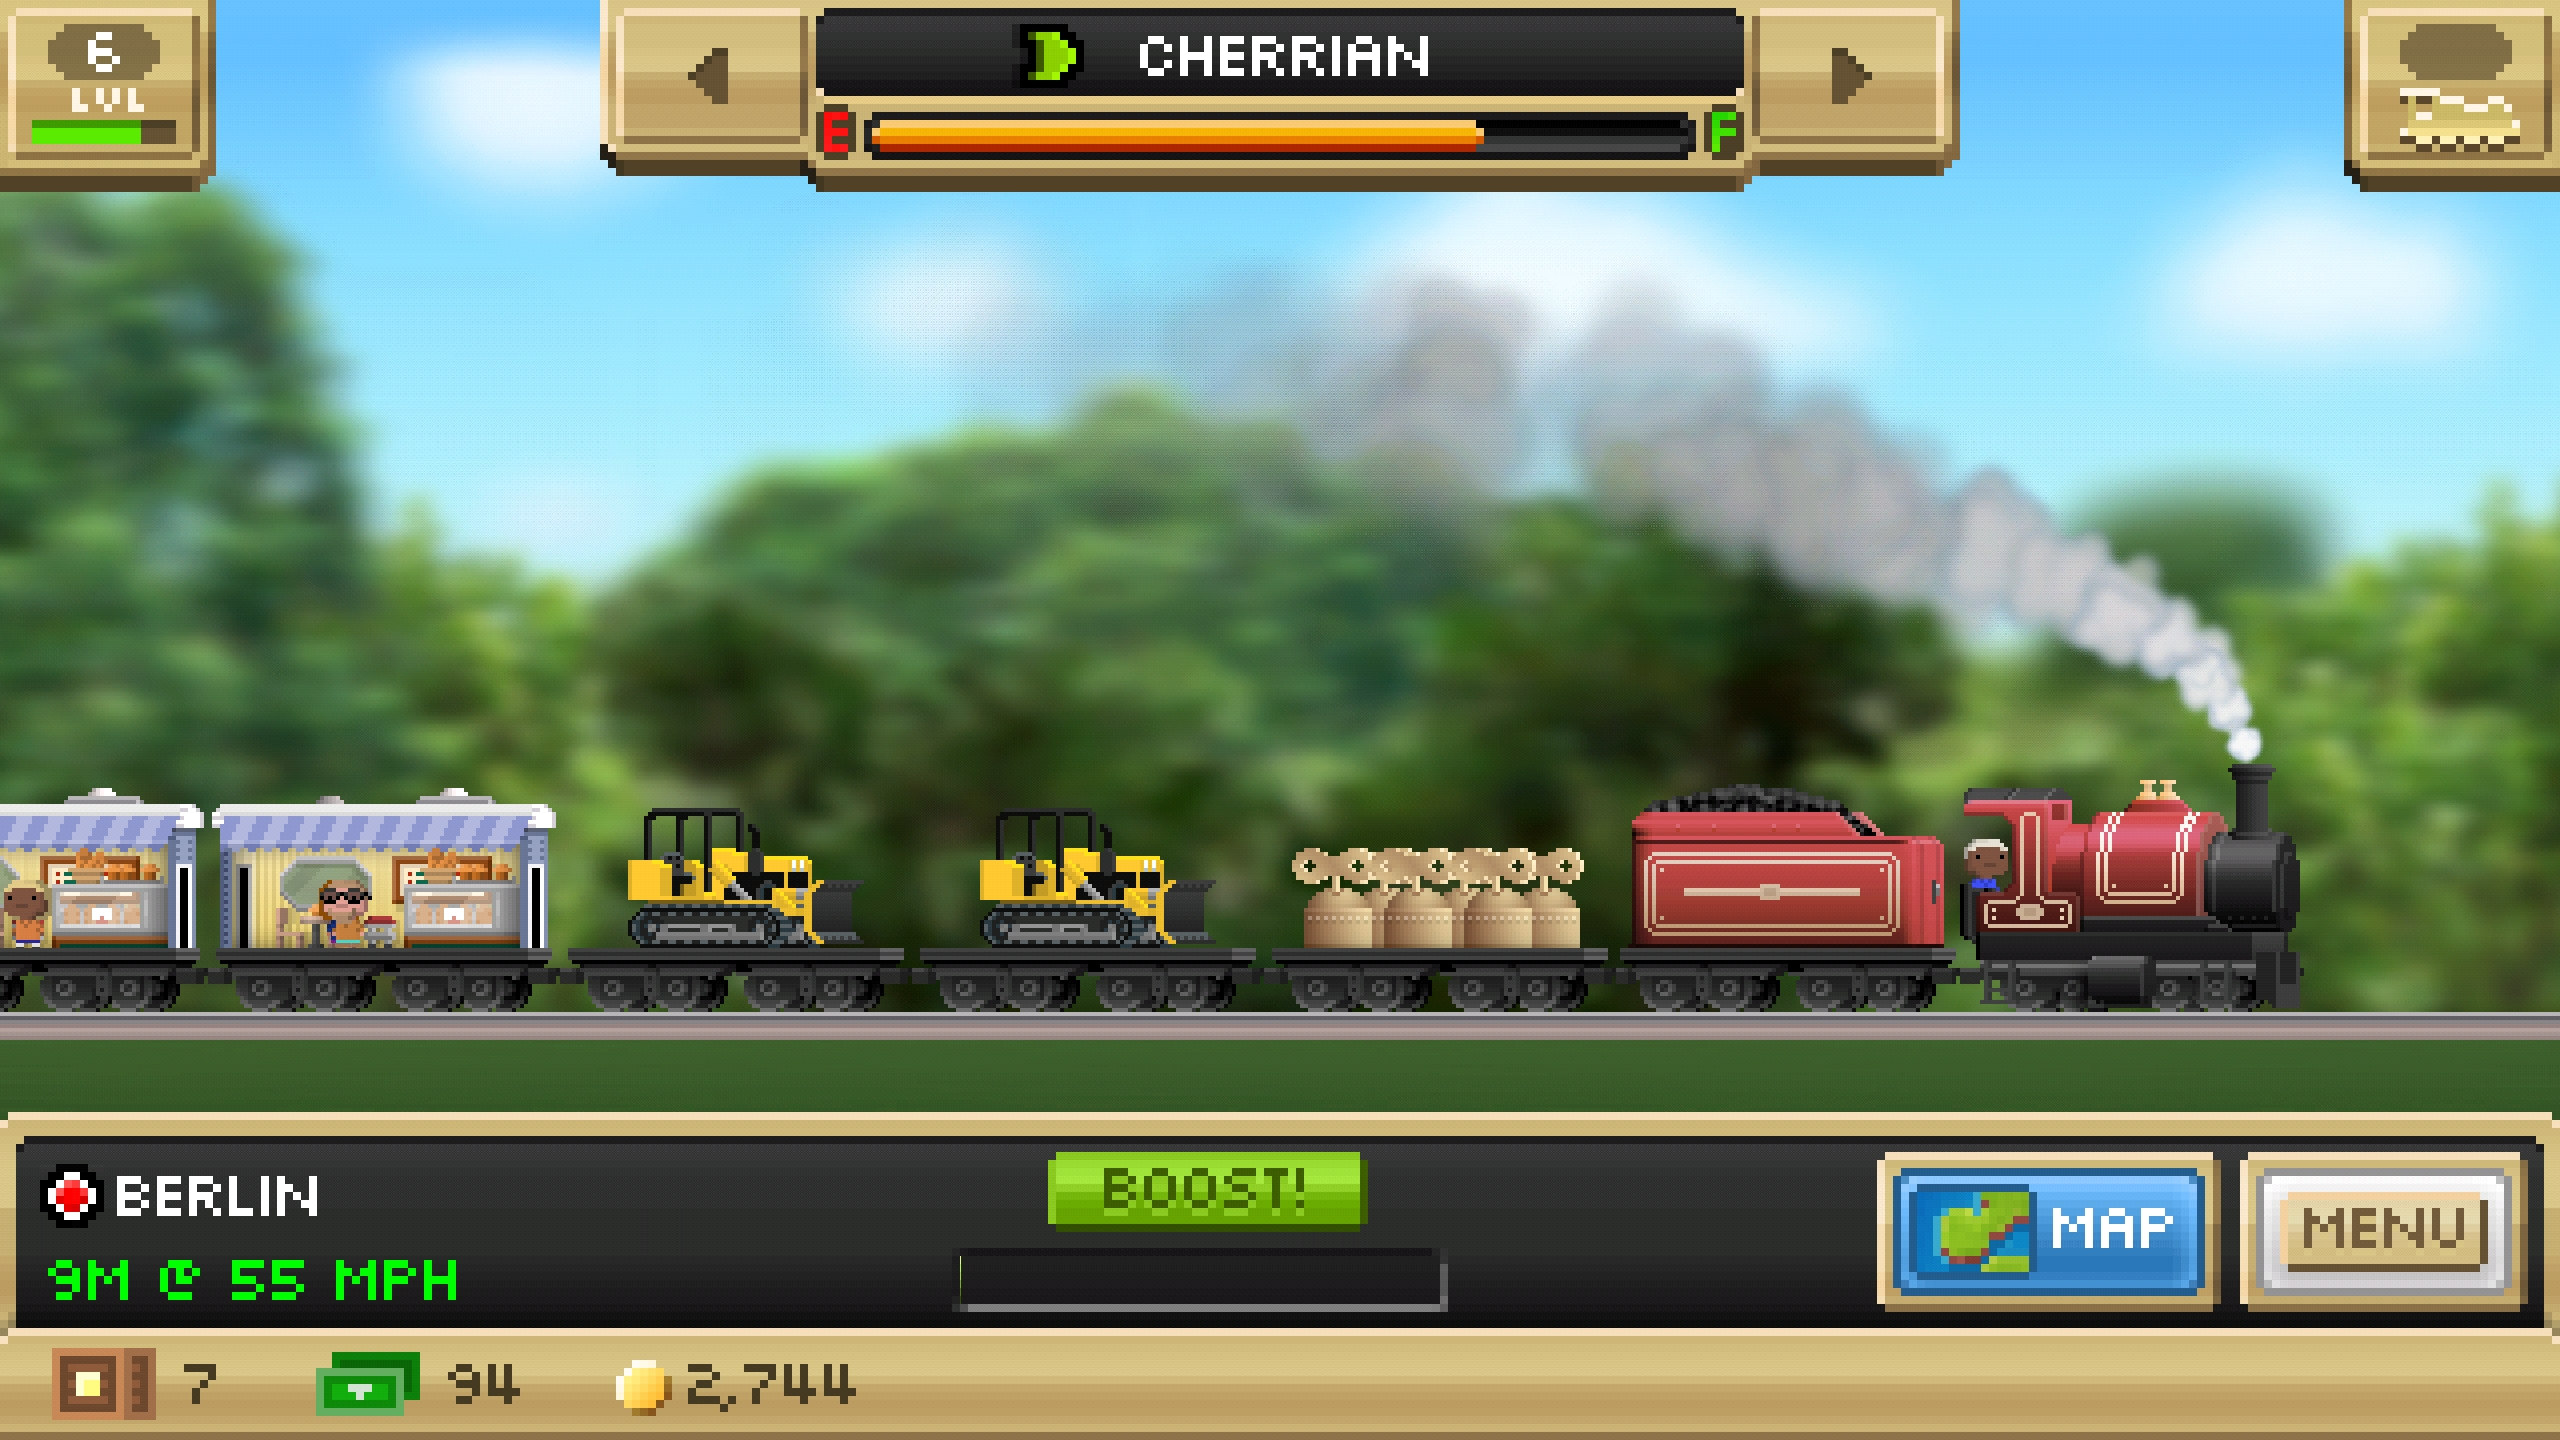 6
LVL
CHERRIAN
E F
BERLIN
9M @ 55 MPH
BOOST!
MAP
MENU
7 94 2,744